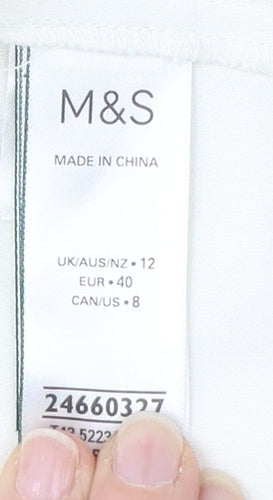 M&S
MADE IN CHINA
UK/AUS/NZ • 12
EUR • 40
CAN/US • 8
24660327